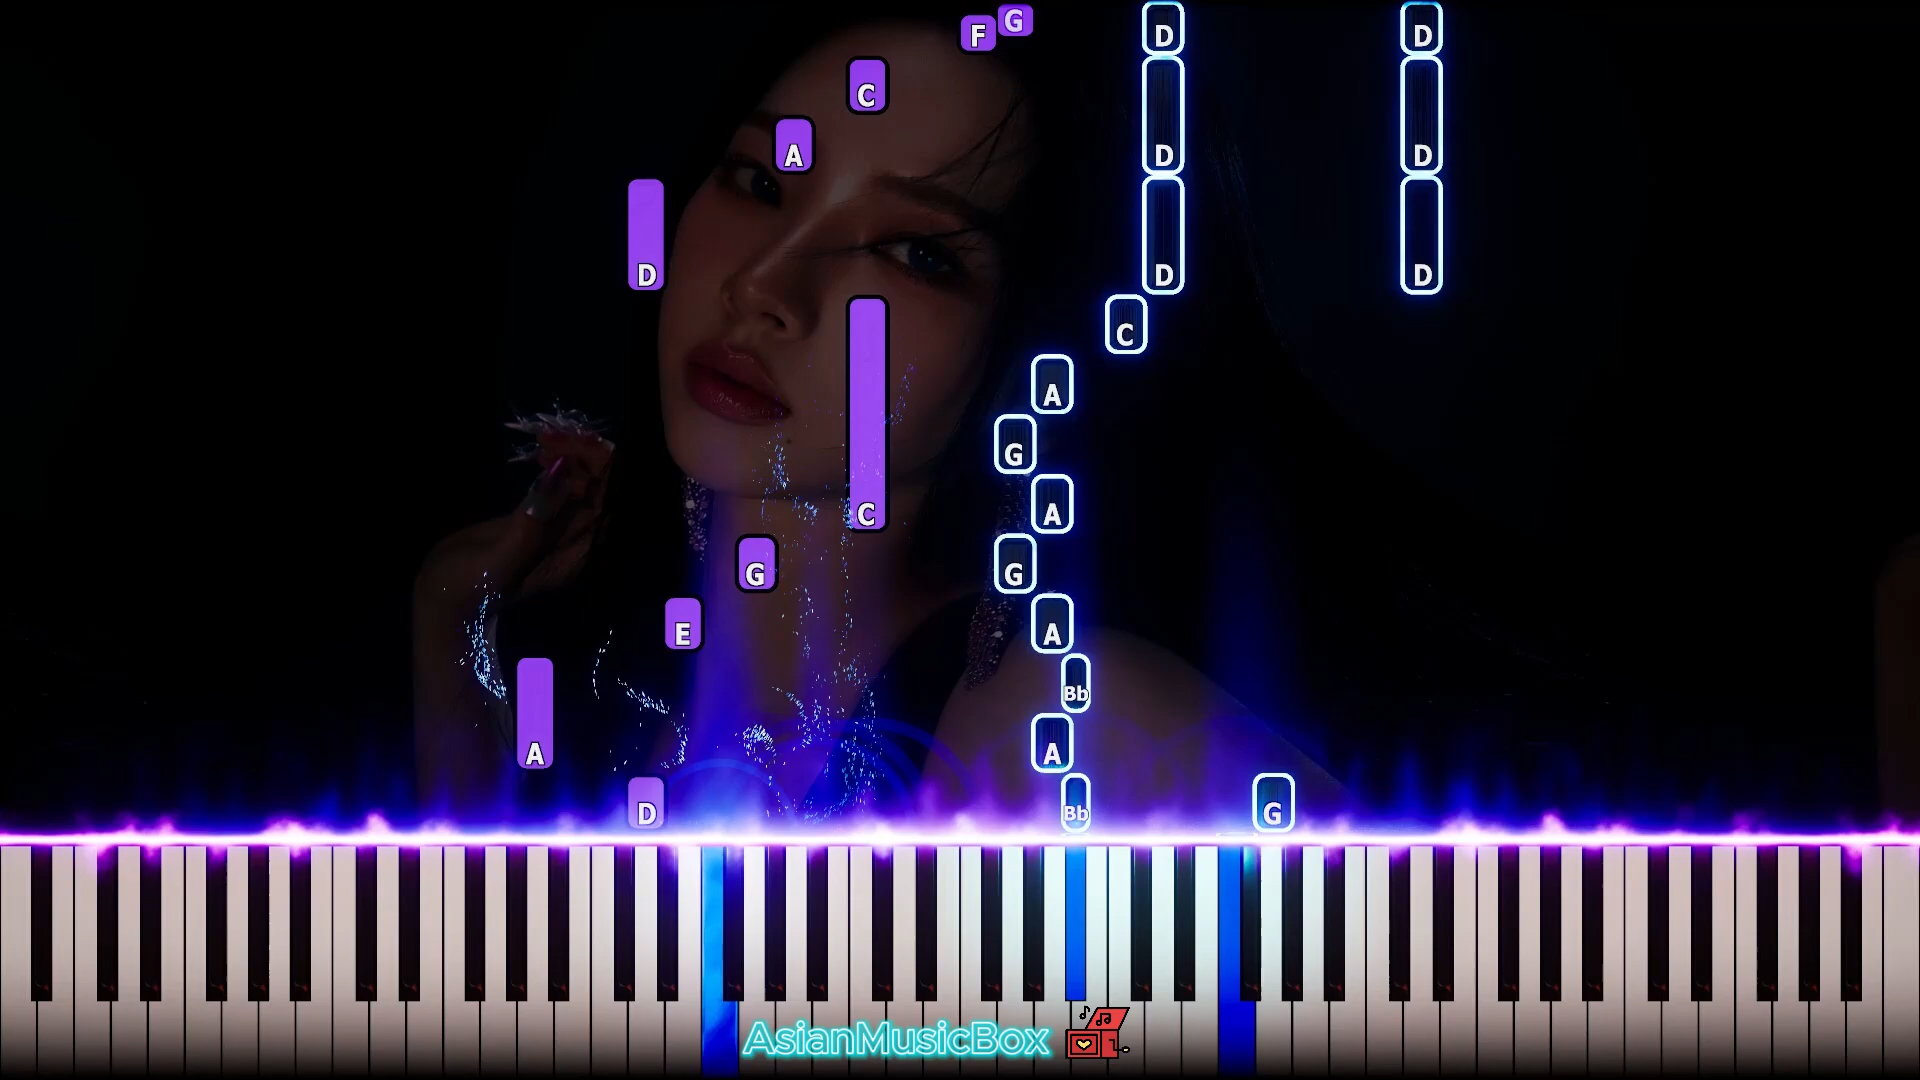 F G D D
C
A D D
D D D
C
A
G
A
C
G G
E A
Bb
A A
D Bb G
AsianMusicBox